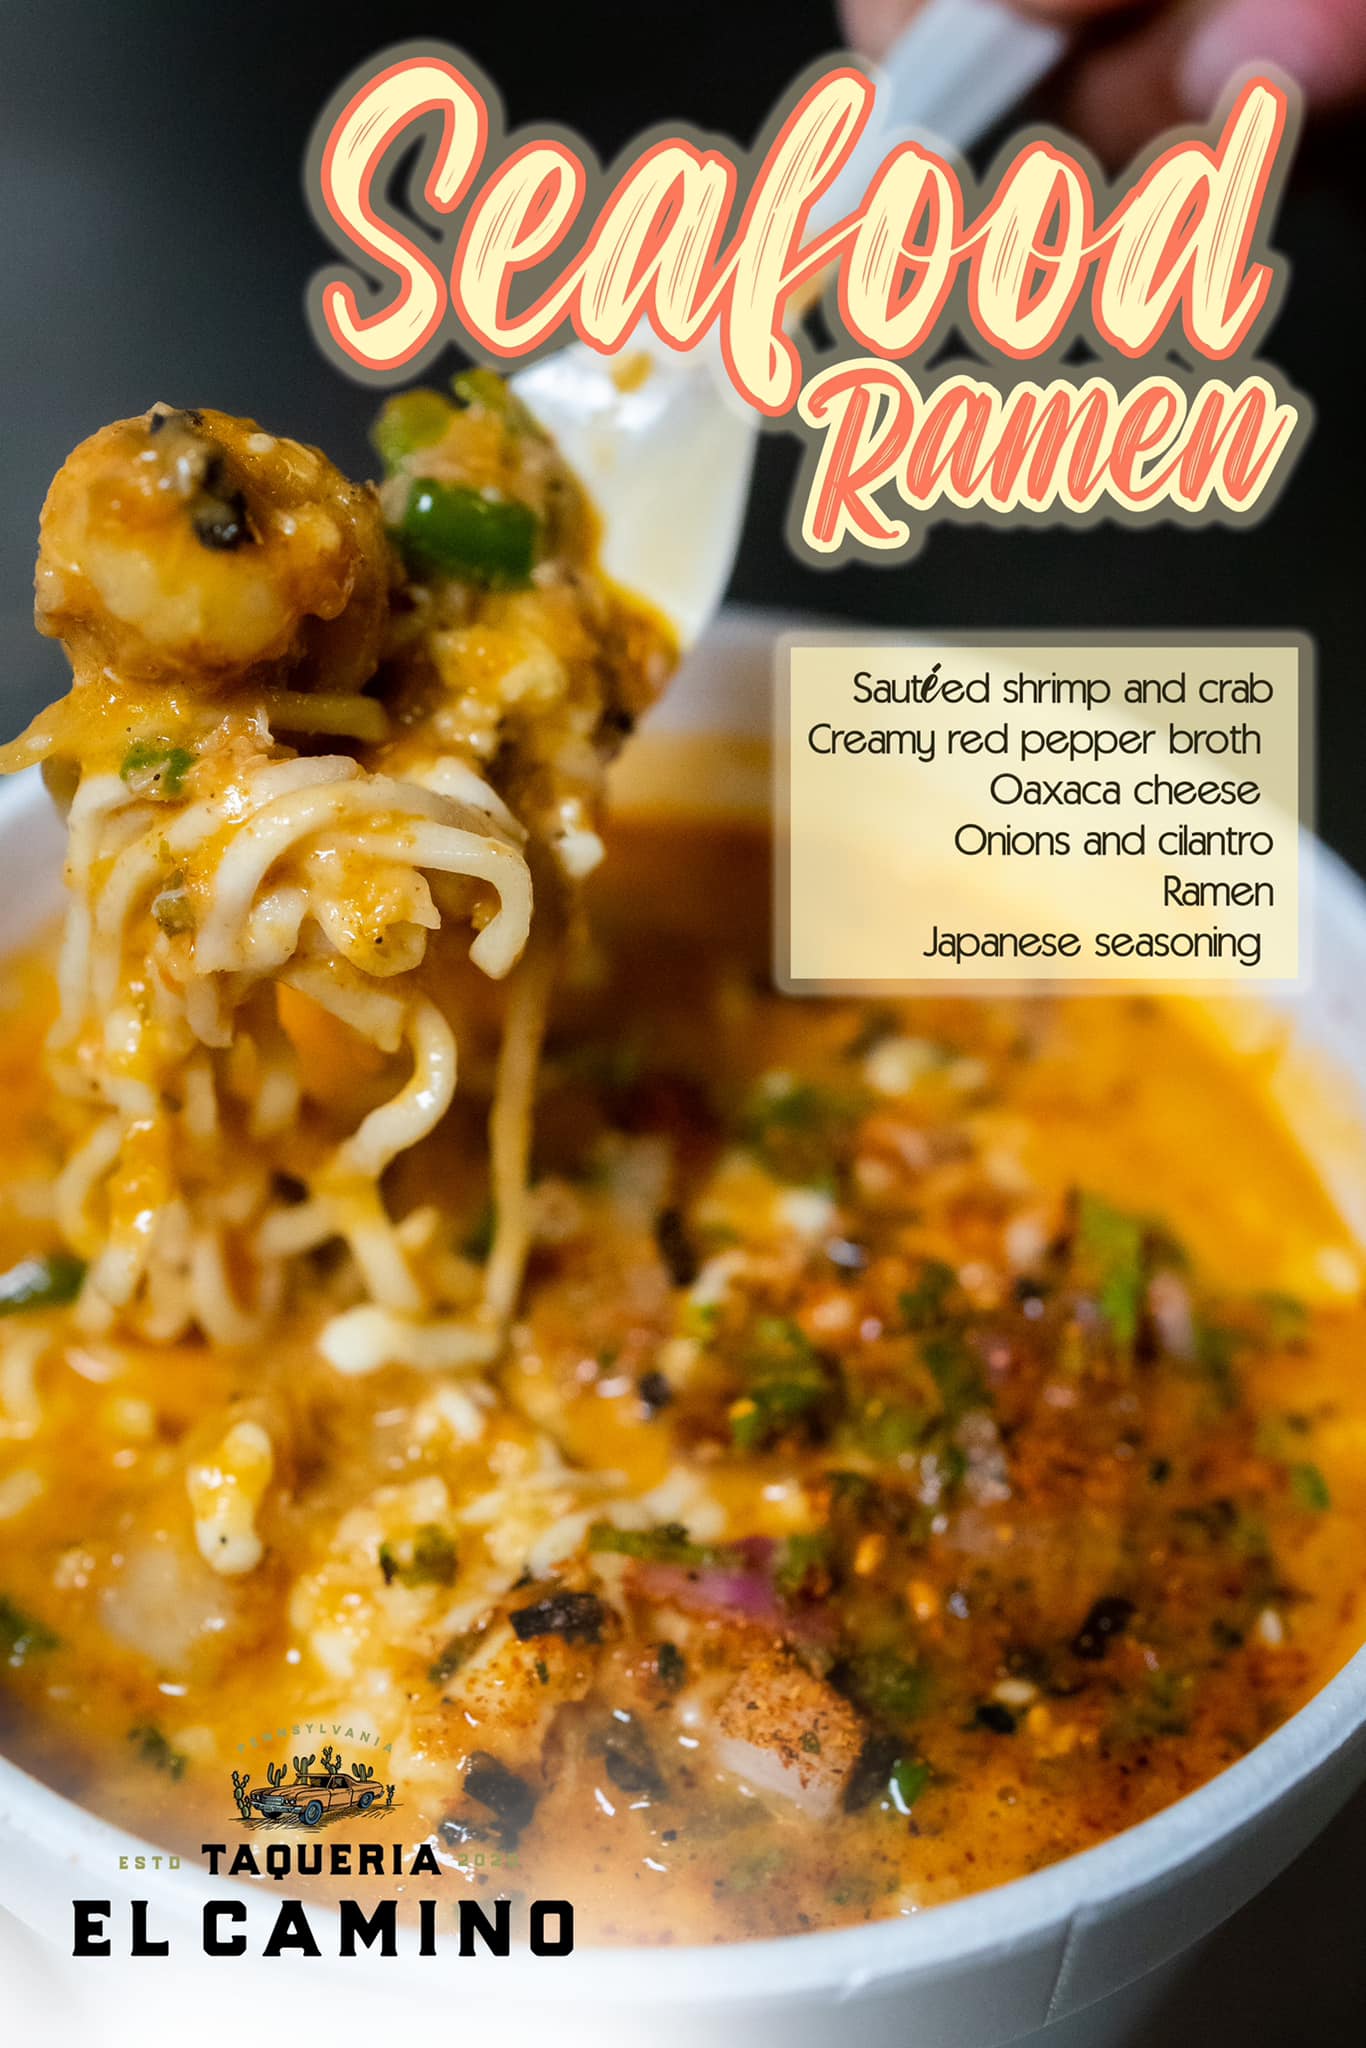 Seafood
Ramen
Sautéed shrimp and crab
Creamy red pepper broth
Oaxaca cheese
Onions and cilantro
Ramen
Japanese seasoning
PENNSYLVANIA
ESTD TAQUERIA
EL CAMINO